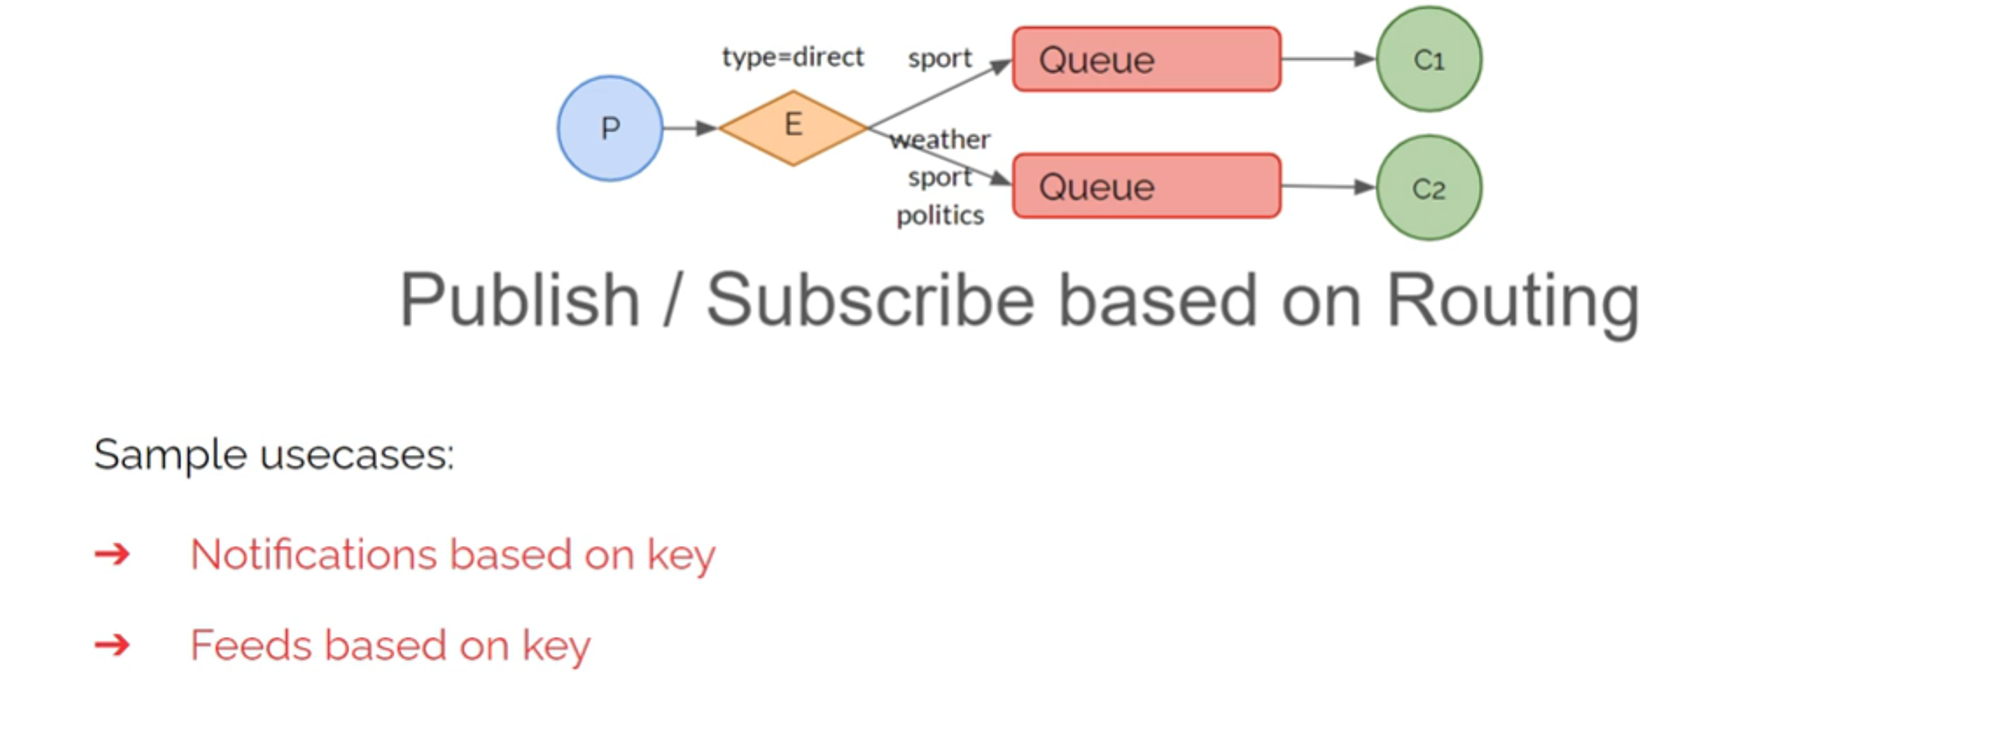 type=direct
sport
Queue
C1
P
E
weather
sport
politics
Queue
C2
Publish / Subscribe based on Routing
Sample usecases:
➔ Notifications based on key
➔ Feeds based on key